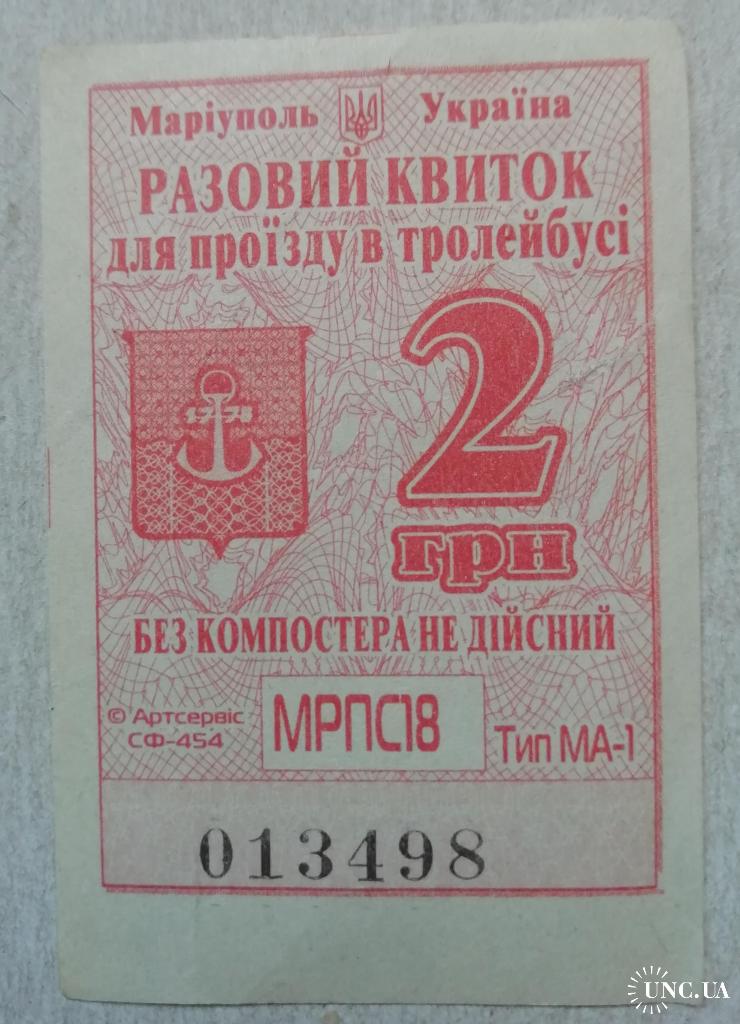 Маріуполь Україна
РАЗОВИЙ КВИТОК
для проїзду в тролейбусі
1778
2
грн
БЕЗ КОМПОСТЕРА НЕ ДІЙСНИЙ
© Артсервіс
СФ-454
МРПС18
Тип МА-1
013498
UNC.UA